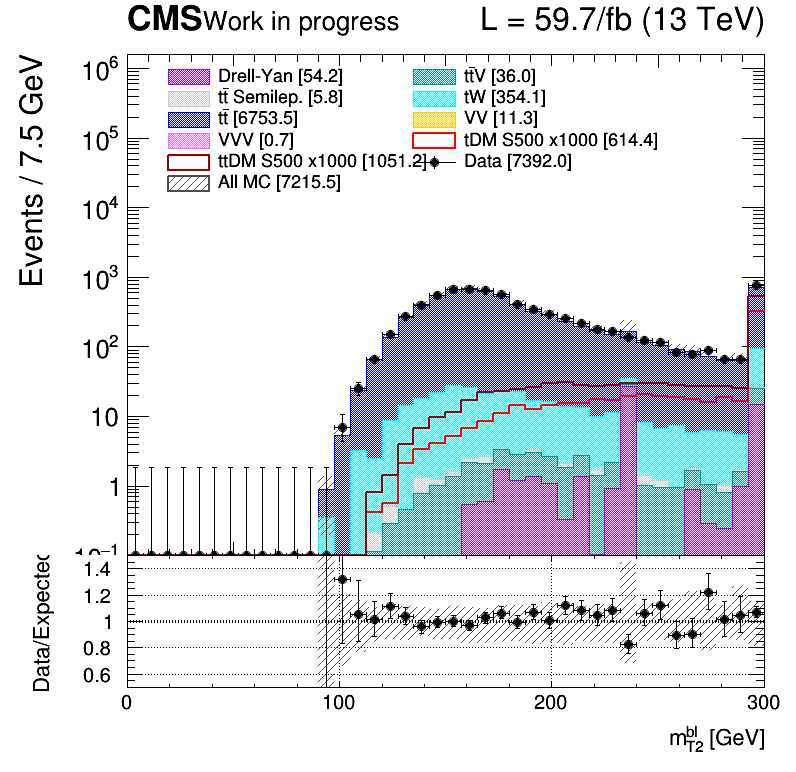 CMS Work in progress L = 59.7/fb (13 TeV)
Events / 7.5 GeV
10⁶
10⁵
10⁴
10³
10²
10
1
10⁻¹
Drell-Yan [54.2]
tt̄V [36.0]
tt̄ Semilep. [5.8]
tW [354.1]
tt̄ [6753.5]
VV [11.3]
VVV [0.7]
tDM S500 x1000 [614.4]
ttDM S500 x1000 [1051.2]
Data [7392.0]
All MC [7215.5]
Data/Expected
1.4
1.2
1
0.8
0.6
0 100 200 300
m_{T2}^{bl} [GeV]